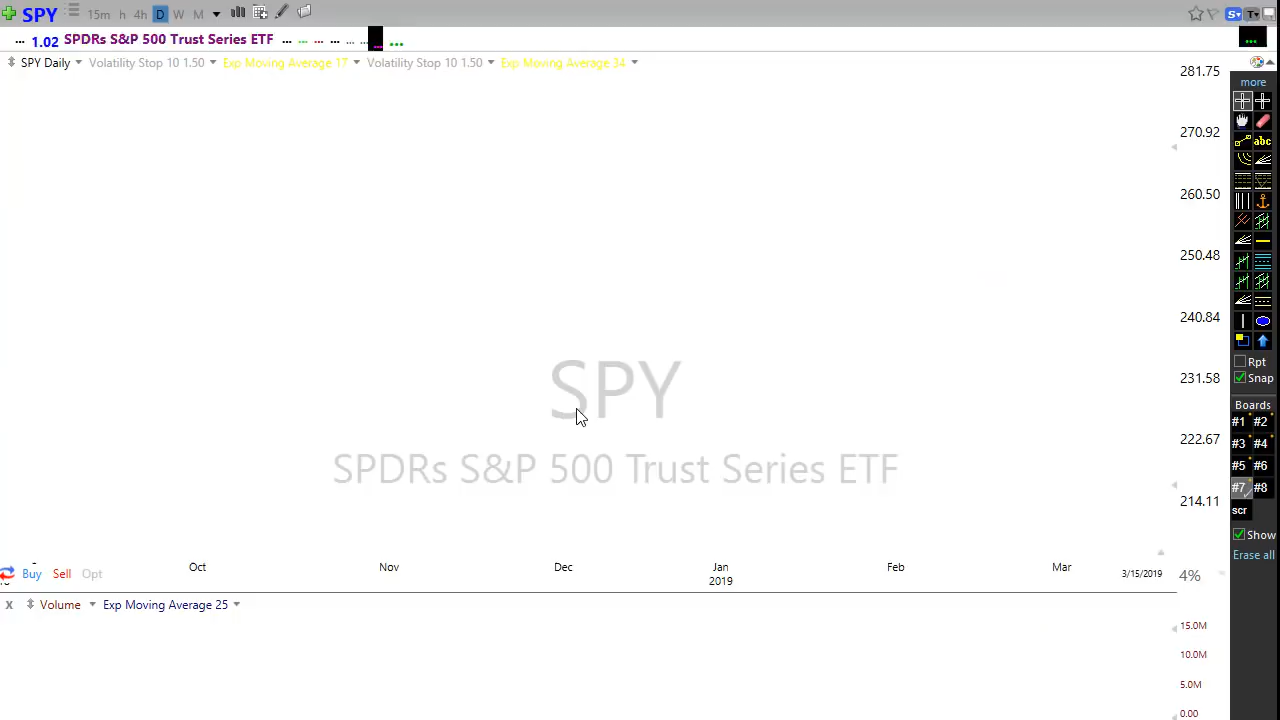 SPY 15m h 4h D W M S T
... 1.02 SPDRs S&P 500 Trust Series ETF ... ... ... ... ... ... ... ... ...
SPY Daily Volatility Stop 10 1.50 Exp Moving Average 17 Volatility Stop 10 1.50 Exp Moving Average 34
281.75
270.92
260.50
250.48
240.84
231.58
222.67
214.11
SPY
SPDRs S&P 500 Trust Series ETF
Oct Nov Dec Jan Feb Mar
2019 3/15/2019 4%
Buy Sell Opt
X Volume Exp Moving Average 25
15.0M
10.0M
5.0M
0.00
more
abc
Rpt
Snap
Boards
#1 #2
#3 #4
#5 #6
#7 #8
scr
Show
Erase all